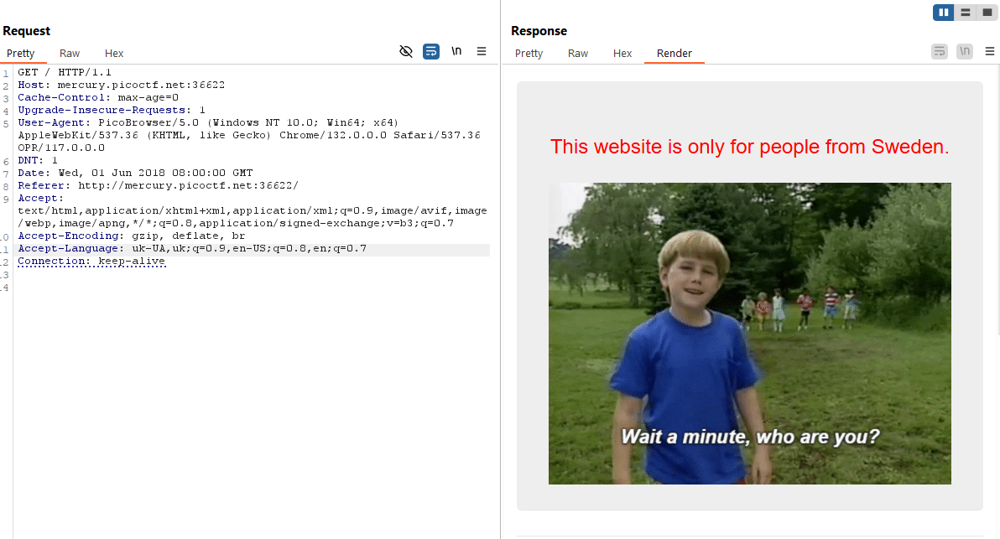 Request
Pretty Raw Hex \n
1 GET / HTTP/1.1
2 Host: mercury.picoctf.net:36622
3 Cache-Control: max-age=0
4 Upgrade-Insecure-Requests: 1
5 User-Agent: PicoBrowser/5.0 (Windows NT 10.0; Win64; x64)
AppleWebKit/537.36 (KHTML, like Gecko) Chrome/132.0.0.0 Safari/537.36
OPR/117.0.0.0
6 DNT: 1
7 Date: Wed, 01 Jun 2018 08:00:00 GMT
8 Referer: http://mercury.picoctf.net:36622/
9 Accept:
text/html,application/xhtml+xml,application/xml;q=0.9,image/avif,image
/webp,image/apng,*/*;q=0.8,application/signed-exchange;v=b3;q=0.7
0 Accept-Encoding: gzip, deflate, br
1 Accept-Language: uk-UA,uk;q=0.9,en-US;q=0.8,en;q=0.7
2 Connection: keep-alive
3
4
Response
Pretty Raw Hex Render \n
This website is only for people from Sweden.
Wait a minute, who are you?